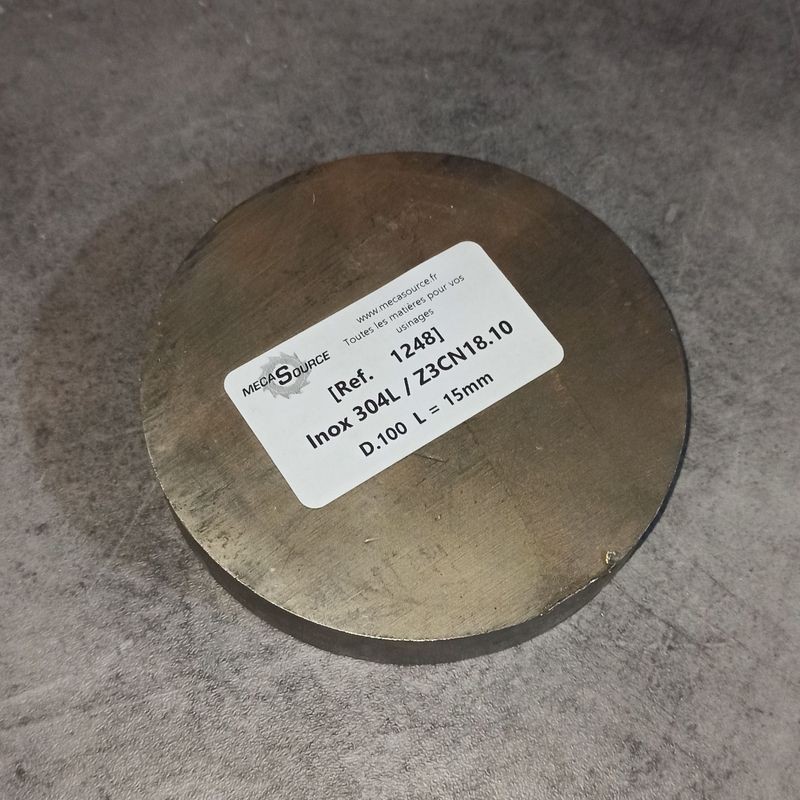 www.mecasource.fr
Toutes les matières pour vos
usinages
MECASOURCE
[Ref. 1248]
Inox 304L / Z3CN18.10
D.100 L = 15mm